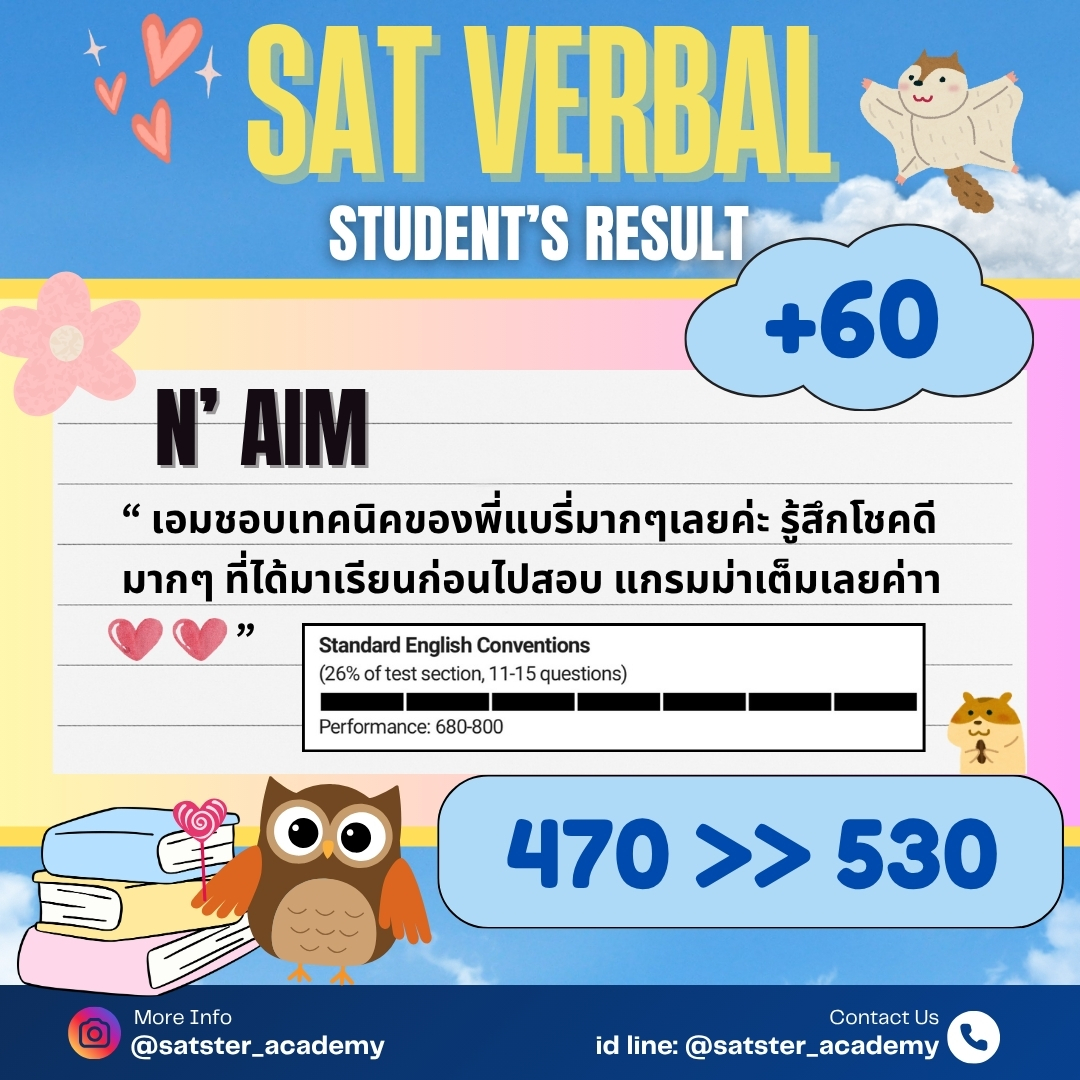 SAT VERBAL
STUDENT’S RESULT
+60
N’ AIM
“ เอมชอบเทคนิคของพี่แบรี่มากๆเลยค่ะ รู้สึกโชคดี
มากๆ ที่ได้มาเรียนก่อนไปสอบ แกรมม่าเต็มเลยค่าา
”
Standard English Conventions
(26% of test section, 11-15 questions)
Performance: 680-800
470 >> 530
More Info
@satster_academy
Contact Us
id line: @satster_academy